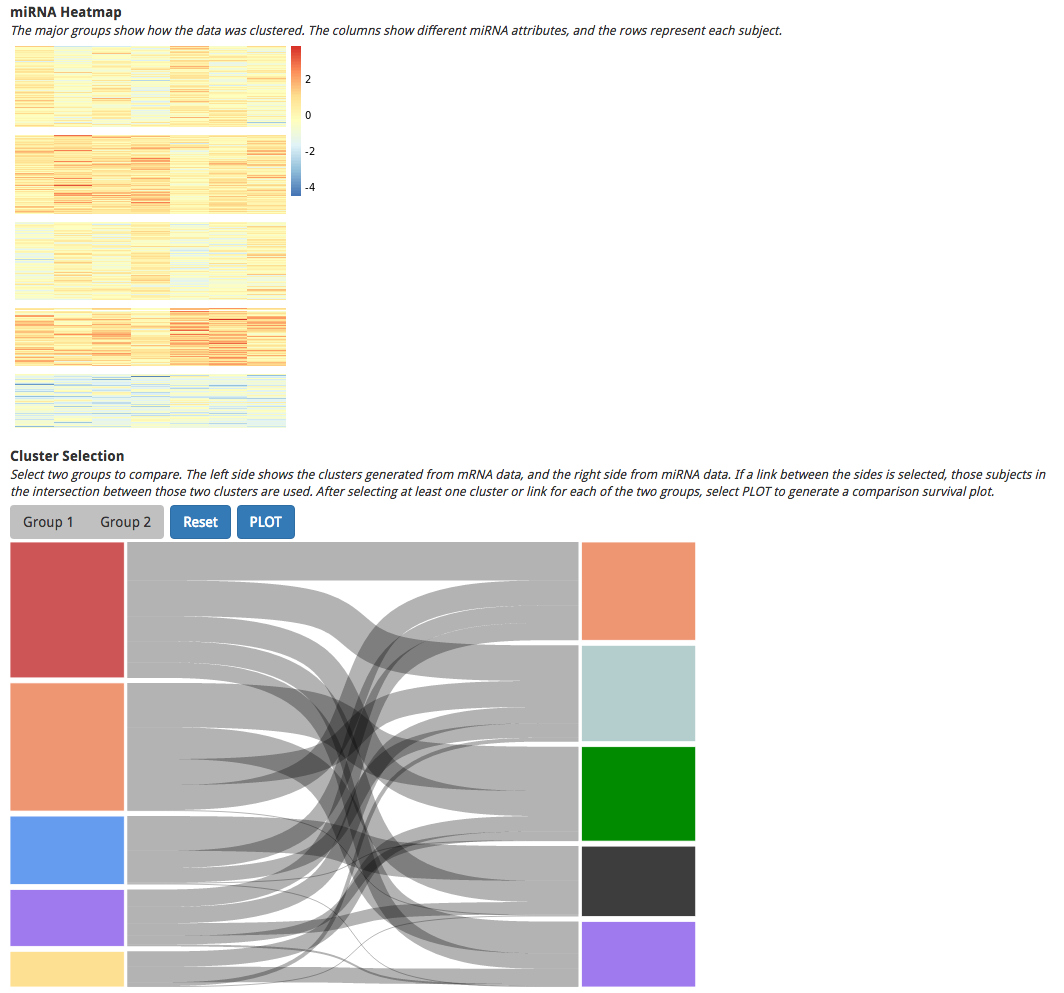 miRNA Heatmap
The major groups show how the data was clustered. The columns show different miRNA attributes, and the rows represent each subject.
2
0
-2
-4
Cluster Selection
Select two groups to compare. The left side shows the clusters generated from mRNA data, and the right side from miRNA data. If a link between the sides is selected, those subjects in
the intersection between those two clusters are used. After selecting at least one cluster or link for each of the two groups, select PLOT to generate a comparison survival plot.
Group 1 Group 2 Reset PLOT